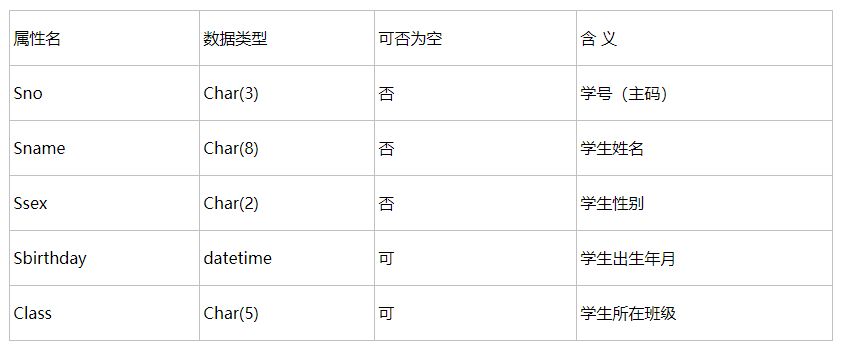 属性名 数据类型 可否为空 含 义
Sno Char(3) 否 学号（主码）
Sname Char(8) 否 学生姓名
Ssex Char(2) 否 学生性别
Sbirthday datetime 可 学生出生年月
Class Char(5) 可 学生所在班级